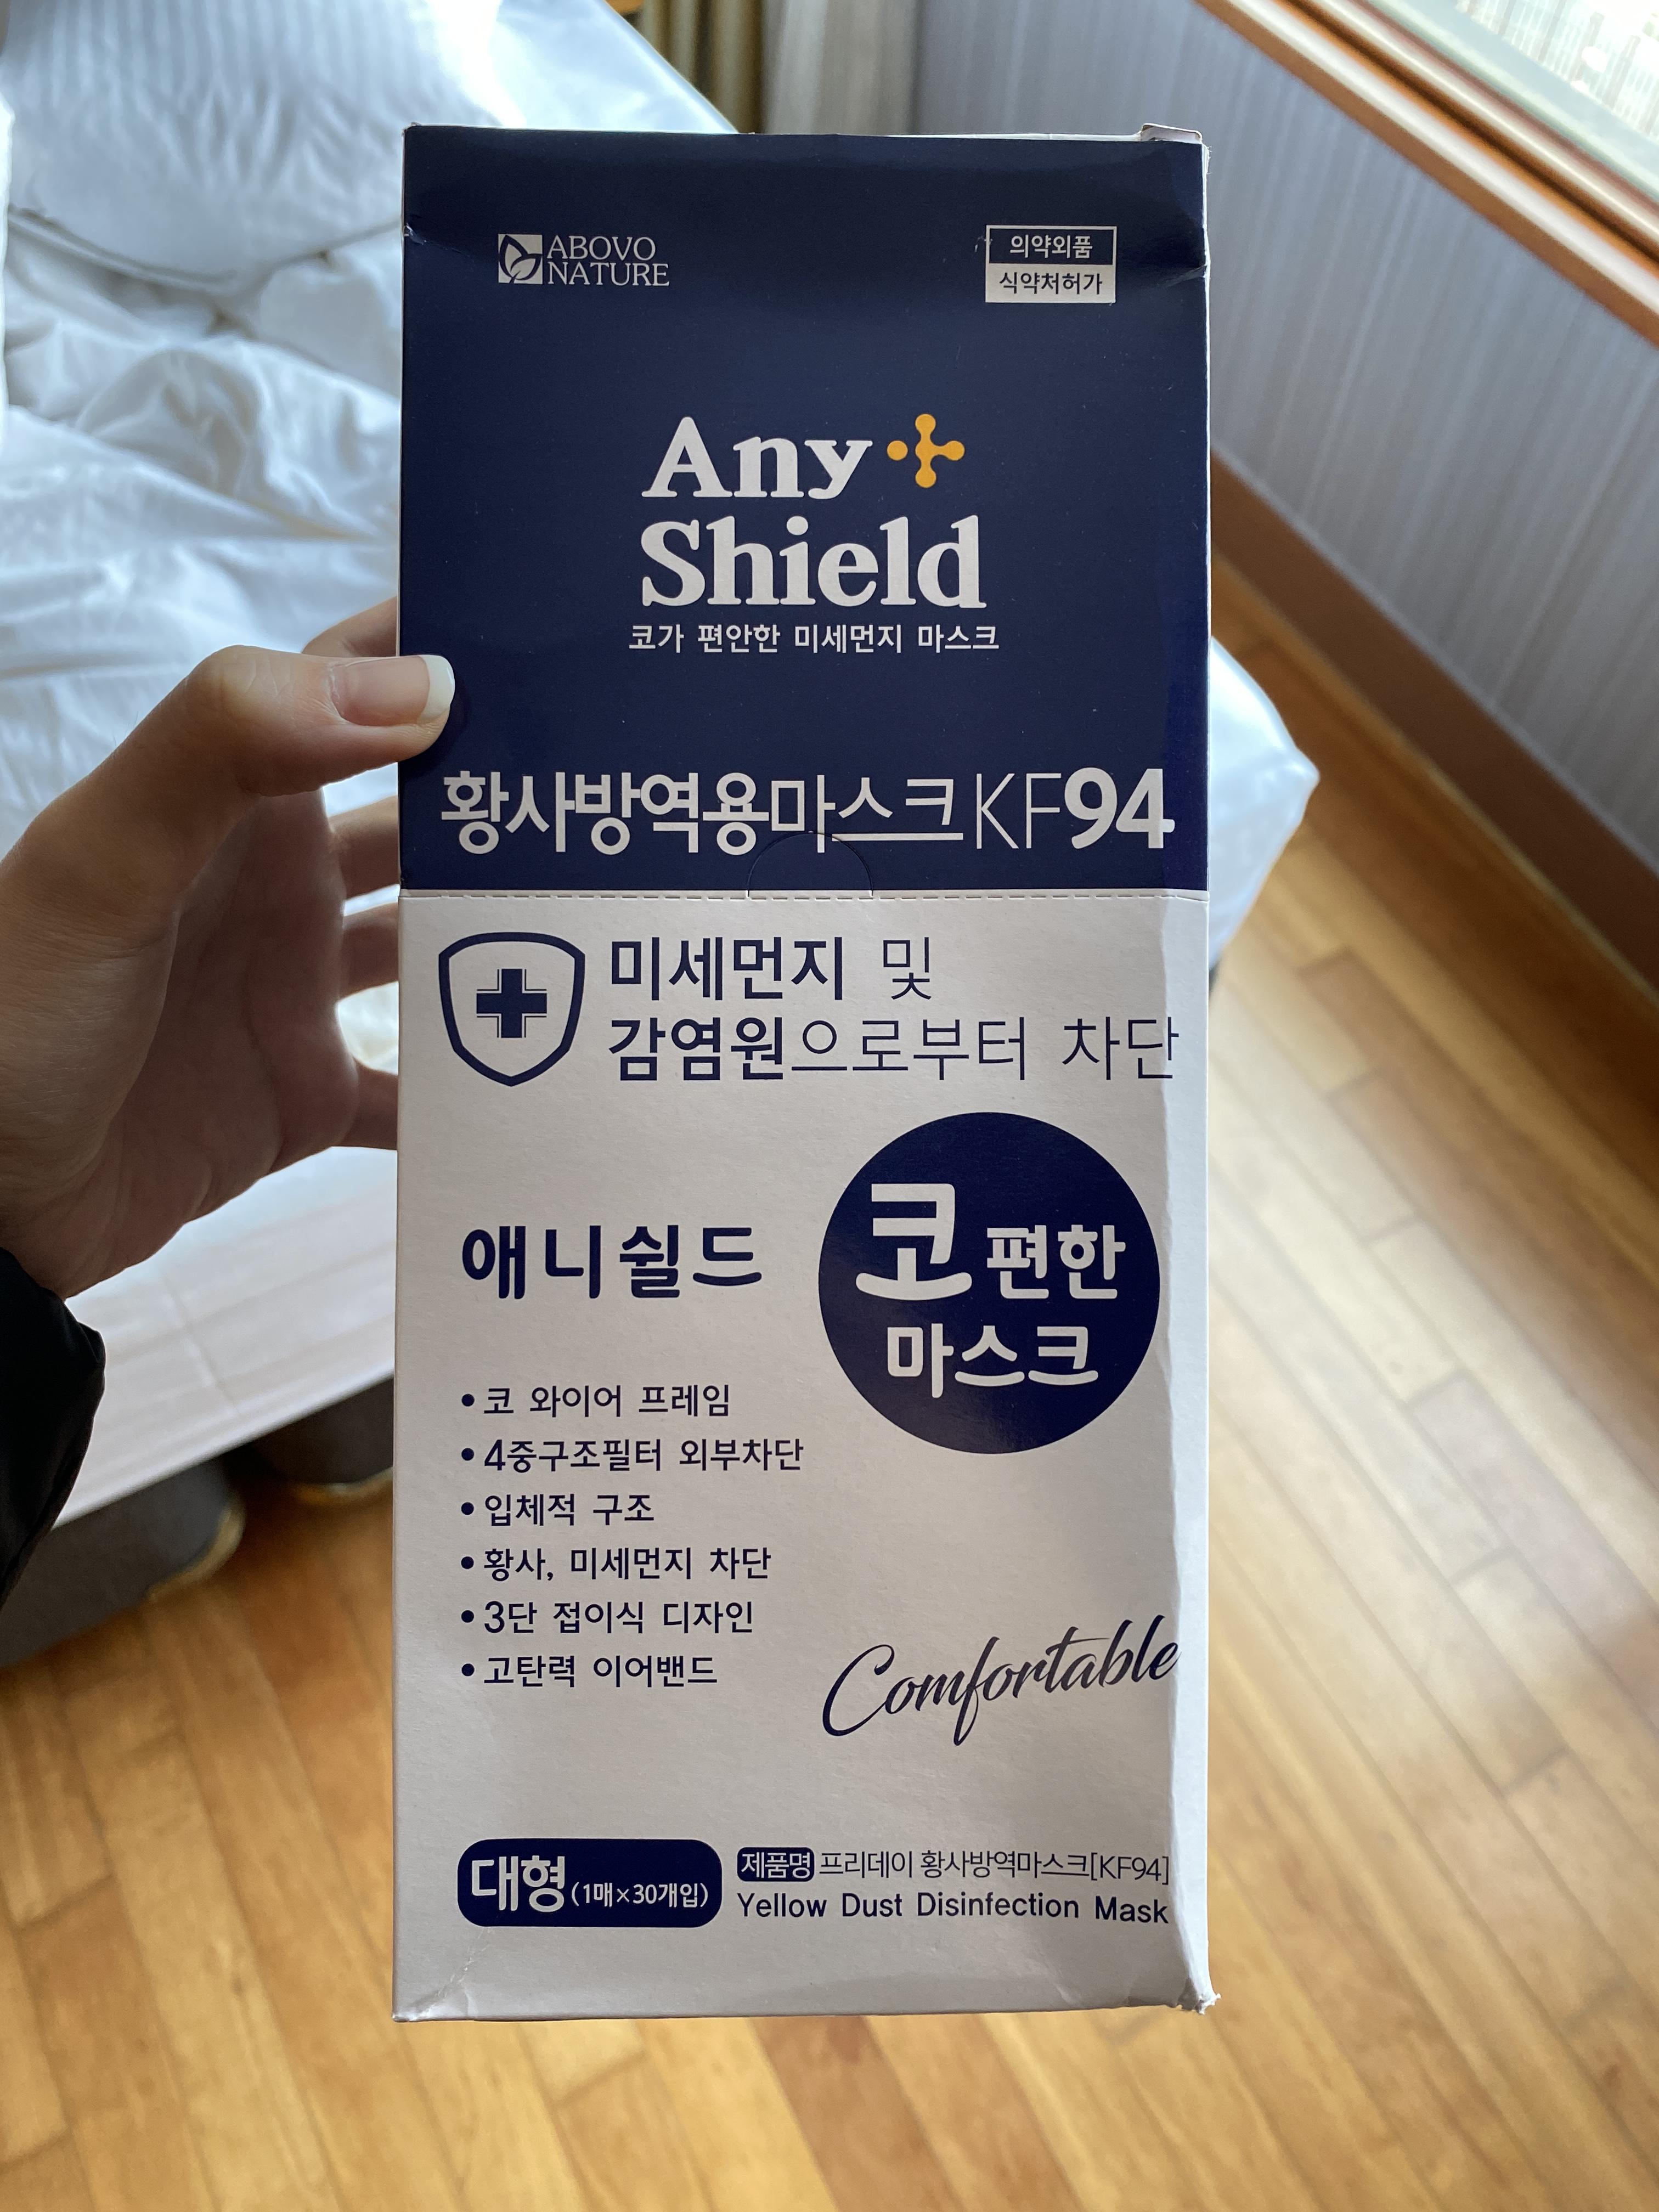 ABOVO
NATURE
의약외품
식약처허가
Any
Shield
코가 편안한 미세먼지 마스크
황사방역용마스크KF94
미세먼지 및
감염원으로부터 차단
애니쉴드
코편한
마스크
•코 와이어 프레임
•4중구조필터 외부차단
•입체적 구조
•황사, 미세먼지 차단
•3단 접이식 디자인
•고탄력 이어밴드
Comfortable
대형(1매×30개입)
제품명 프리데이 황사방역마스크[KF94]
Yellow Dust Disinfection Mask